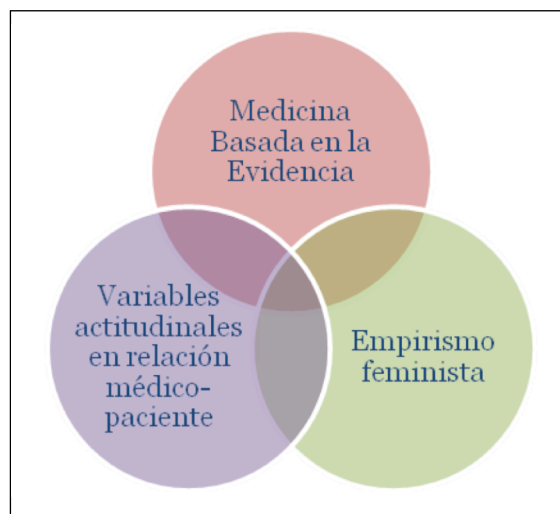 Medicina
Basada en la
Evidencia
Variables
actitudinales
en relación
médico-
paciente
Empirismo
feminista